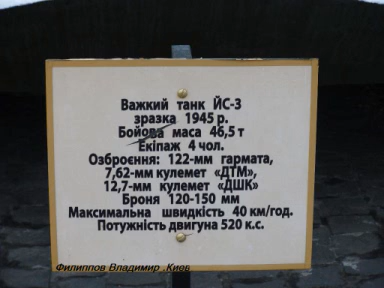 Важкий танк ЙС-3
зразка 1945 р.
Бойова маса 46,5 т
Екіпаж 4 чол.
Озброєння: 122-мм гармата,
7,62-мм кулемет «ДТМ»,
12,7-мм кулемет «ДШК»
Броня 120-150 мм
Максимальна швидкість 40 км/год.
Потужність двигуна 520 к.с.
Филиппов Владимир ,Киев